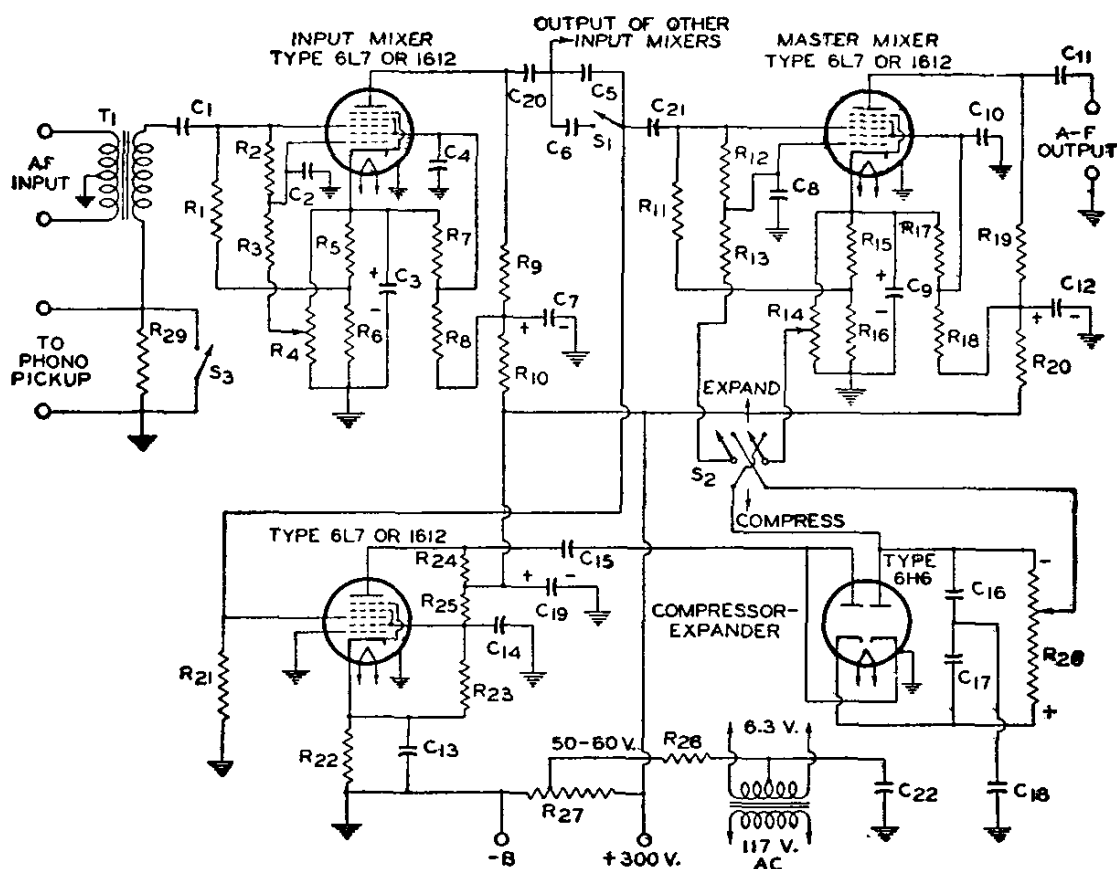 OUTPUT OF OTHER
INPUT MIXERS
INPUT MIXER
TYPE 6L7 OR 1612
MASTER MIXER
TYPE 6L7 OR 1612
C11
T1
C1
C20
C5
C21
C10
A-F
OUTPUT
AF
INPUT
R2
C4
C6
S1
R12
C2
C8
R1
R11
R3
R5
R7
R13
R15
R17
R19
C3
+
-
R9
+
-
C9
C7
+ -
C12
+ -
R4
R6
R8
R14
R16
R18
R29
R10
R20
TO
PHONO
PICKUP
S3
EXPAND
S2
COMPRESS
TYPE 6L7 OR 1612
R24
C15
TYPE
6H6
-
+ -
C16
R25
C19
COMPRESSOR-
EXPANDER
C14
R28
R21
R23
C17
+
6.3 V.
R22
C13
50-60 V.
R26
C22
C18
R27
117 V.
AC
-B
+300 V.